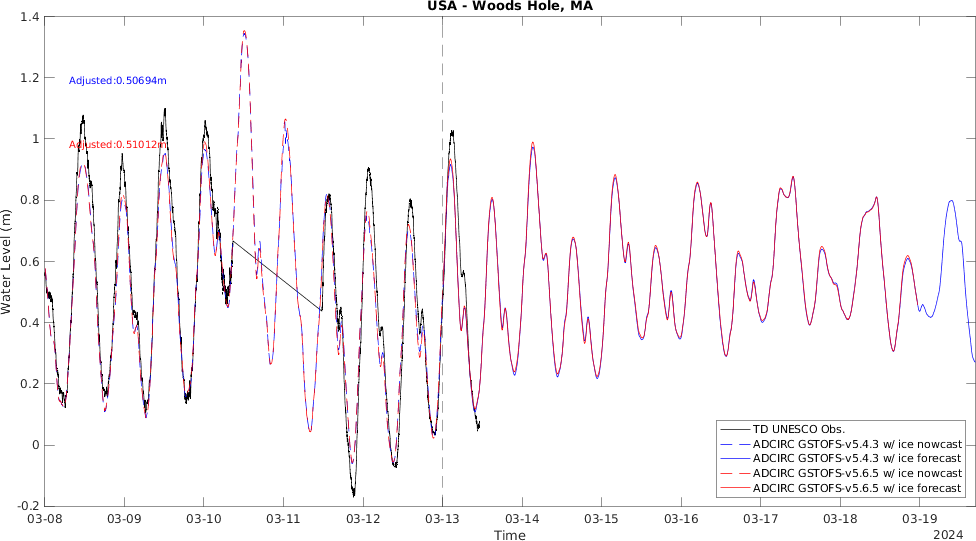 USA - Woods Hole, MA
1.4
1.2
1
0.8
0.6
0.4
0.2
0
-0.2
Water Level (m)
Adjusted:0.50694m
Adjusted:0.51012m
TD UNESCO Obs.
ADCIRC GSTOFS-v5.4.3 w/ ice nowcast
ADCIRC GSTOFS-v5.4.3 w/ ice forecast
ADCIRC GSTOFS-v5.6.5 w/ ice nowcast
ADCIRC GSTOFS-v5.6.5 w/ ice forecast
03-08 03-09 03-10 03-11 03-12 03-13 03-14 03-15 03-16 03-17 03-18 03-19
Time
2024